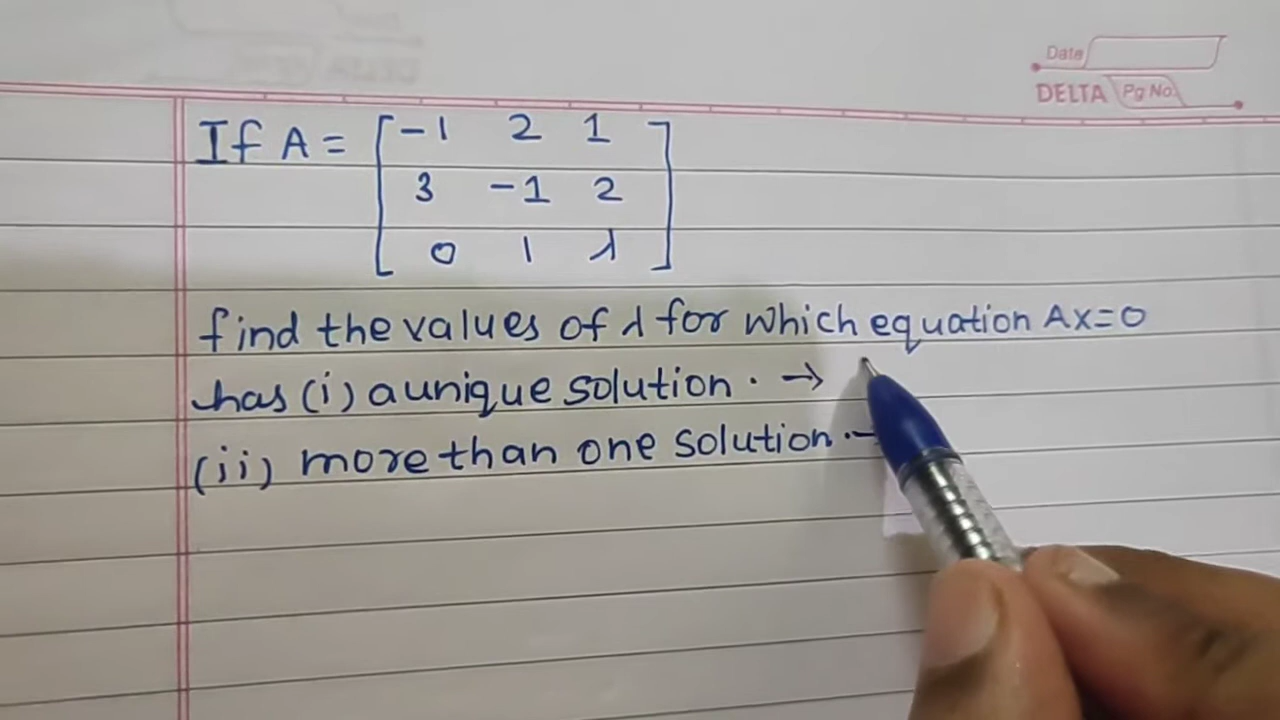 Date
DELTA Pg No.
If A = [ -1 2 1
3 -1 2
0 1 λ ]
find the values of λ for which equation Ax=0
has (i) a unique solution. →
(ii) more than one solution. -